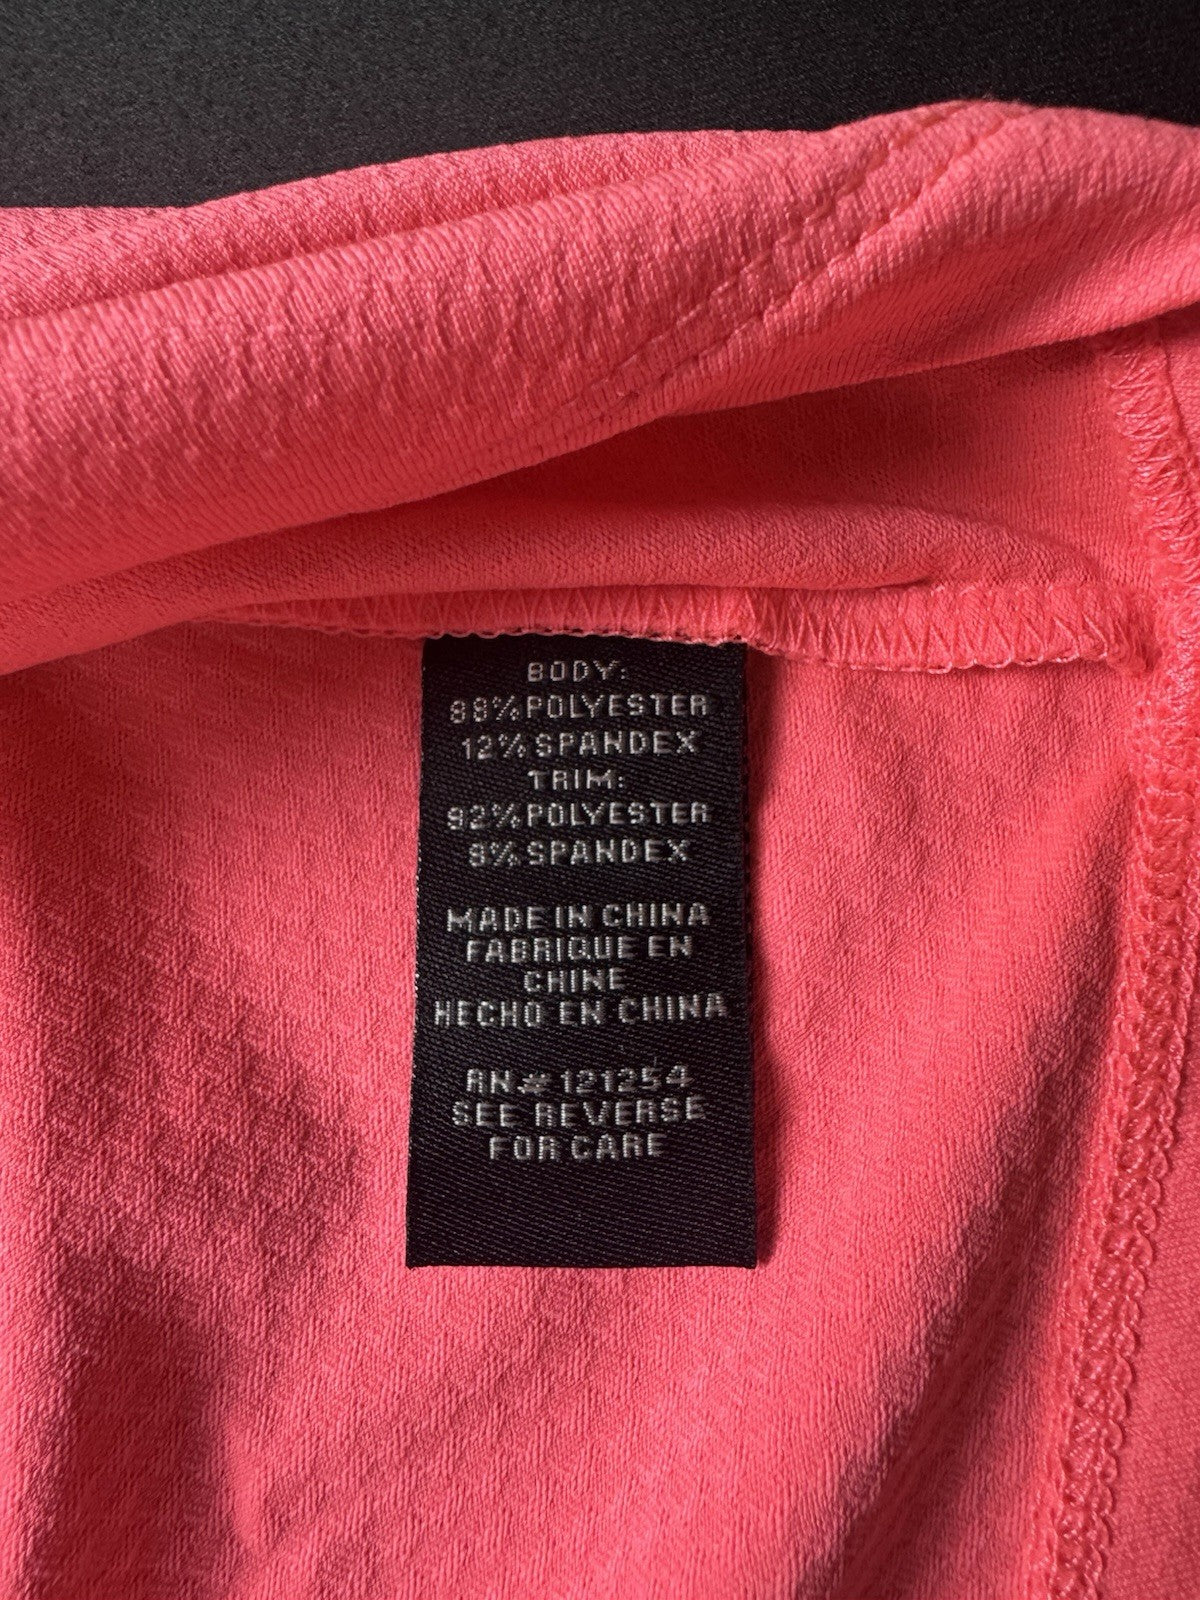 BODY:
88% POLYESTER
12% SPANDEX
TRIM:
92% POLYESTER
8% SPANDEX
MADE IN CHINA
FABRIQUE EN
CHINE
HECHO EN CHINA
RN# 121254
SEE REVERSE
FOR CARE